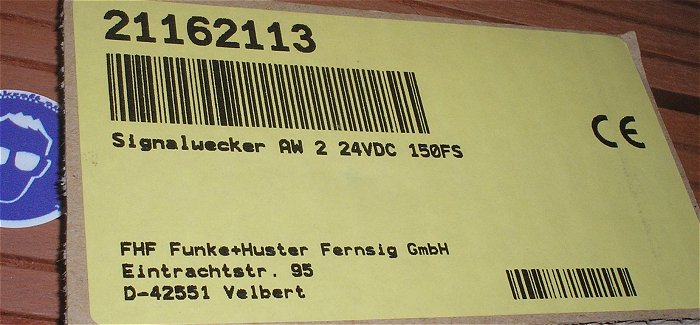 21162113
Signalwecker AW 2 24VDC 150FS
CE
FHF Funke+Huster Fernsig GmbH
Eintrachtstr. 95
D-42551 Velbert